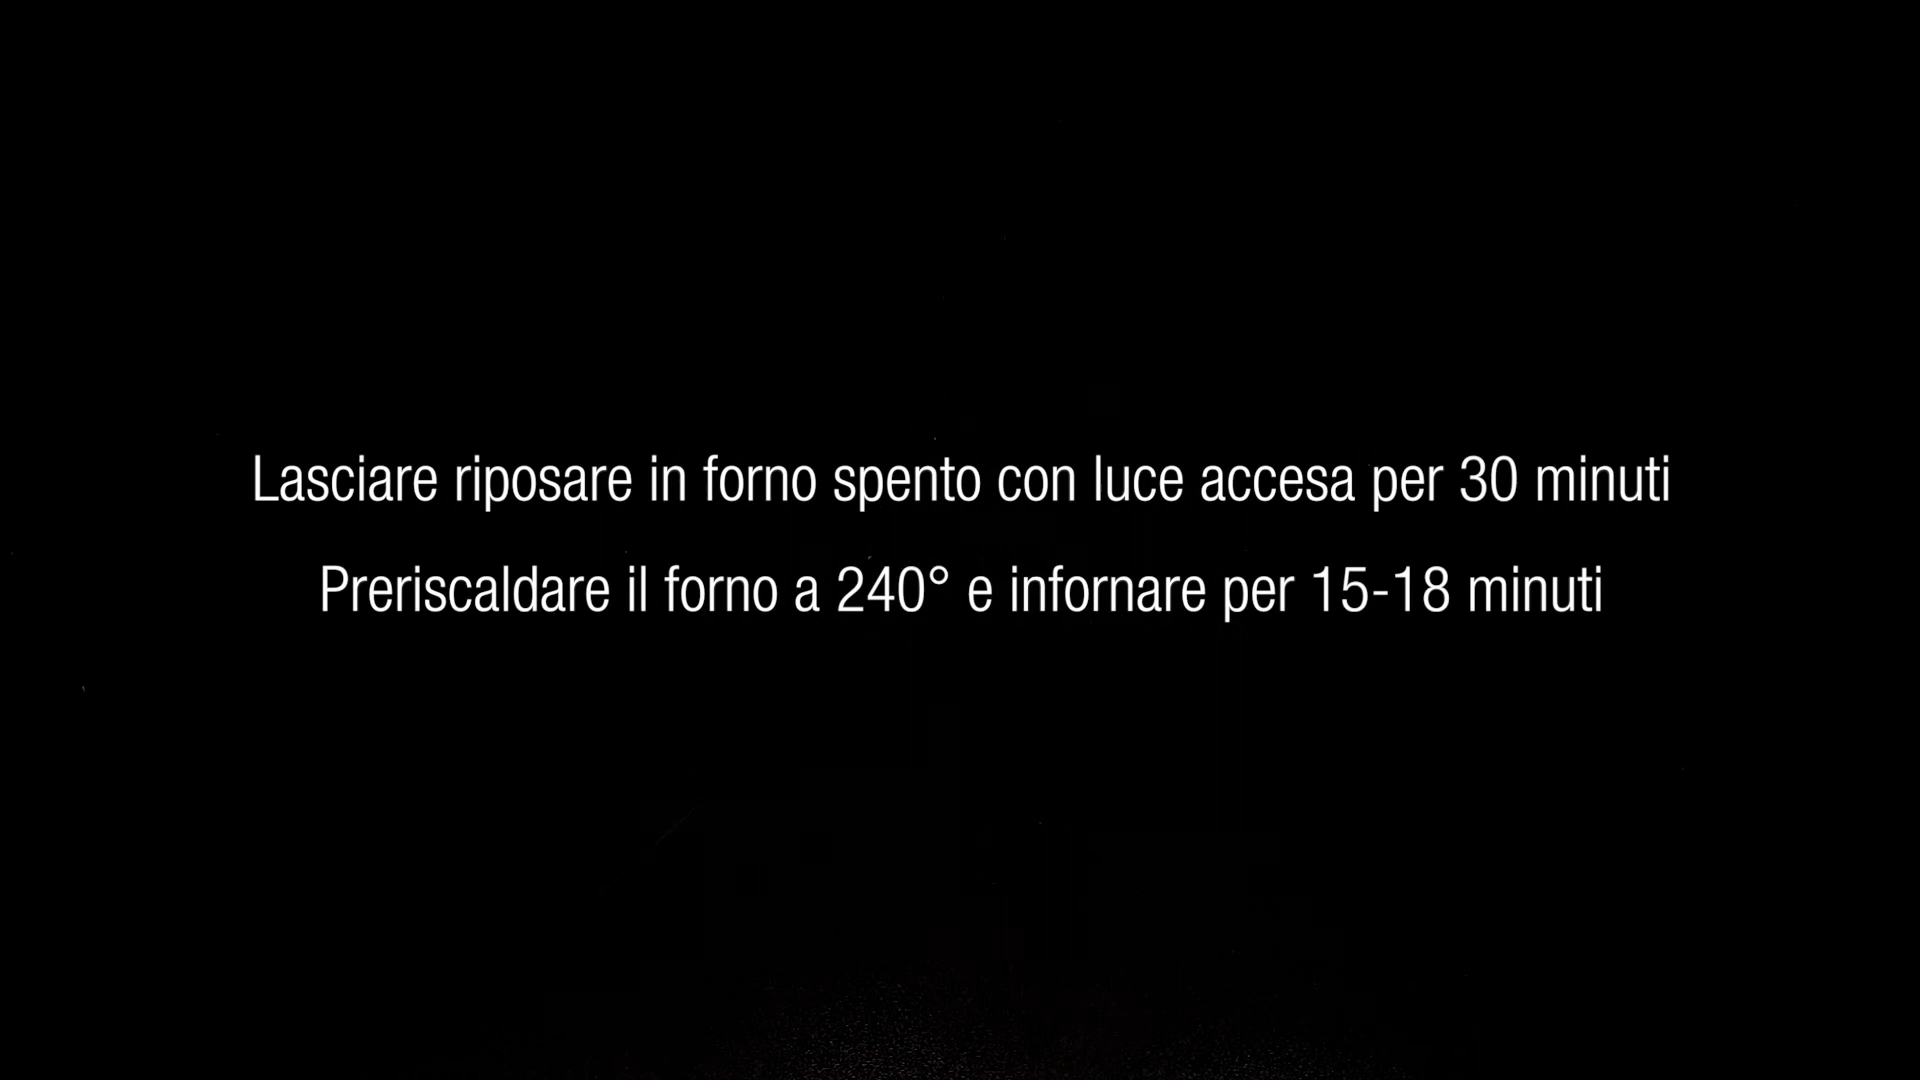 Lasciare riposare in forno spento con luce accesa per 30 minuti
Preriscaldare il forno a 240° e infornare per 15-18 minuti